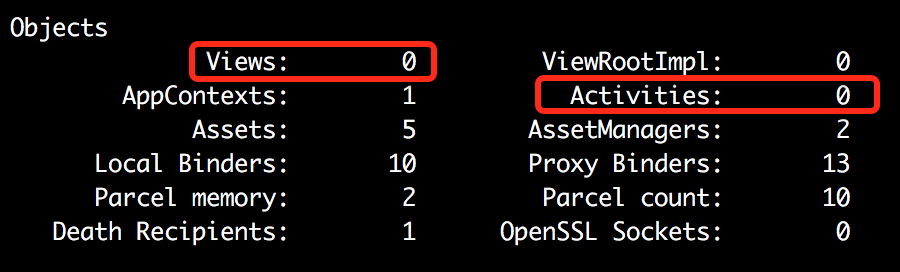 Objects
Views: 0 ViewRootImpl: 0
AppContexts: 1 Activities: 0
Assets: 5 AssetManagers: 2
Local Binders: 10 Proxy Binders: 13
Parcel memory: 2 Parcel count: 10
Death Recipients: 1 OpenSSL Sockets: 0